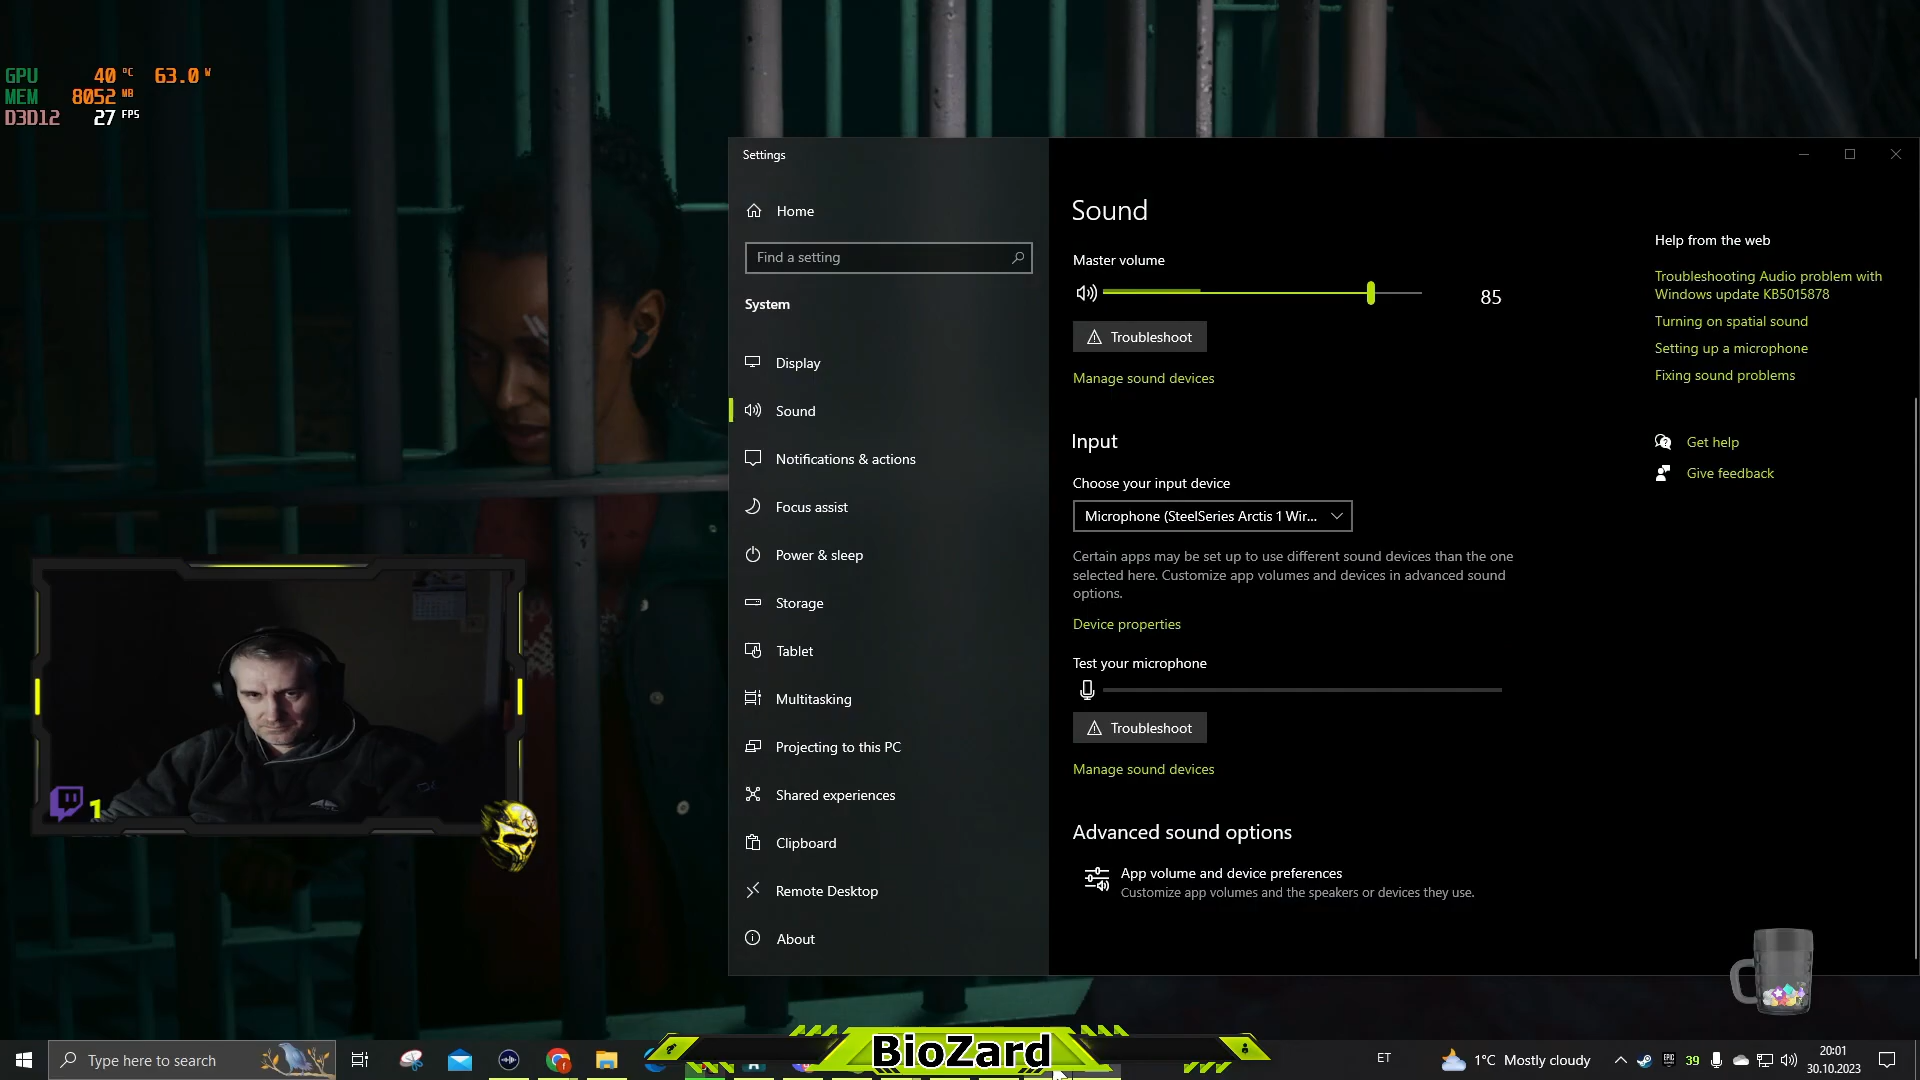 GPU 40 °C 63.0 W
MEM 8052 MB
D3D12 27 FPS
Settings
Home
Find a setting
System
Display
Sound
Notifications & actions
Focus assist
Power & sleep
Storage
Tablet
Multitasking
Projecting to this PC
Shared experiences
Clipboard
Remote Desktop
About
Sound
Master volume
85
Troubleshoot
Manage sound devices
Input
Choose your input device
Microphone (SteelSeries Arctis 1 Wir...
Certain apps may be set up to use different sound devices than the one
selected here. Customize app volumes and devices in advanced sound
options.
Device properties
Test your microphone
Troubleshoot
Manage sound devices
Advanced sound options
App volume and device preferences
Customize app volumes and the speakers or devices they use.
Help from the web
Troubleshooting Audio problem with
Windows update KB5015878
Turning on spatial sound
Setting up a microphone
Fixing sound problems
Get help
Give feedback
1
BioZard
Type here to search
ET
1°C Mostly cloudy
EPIC
39
20:01
30.10.2023